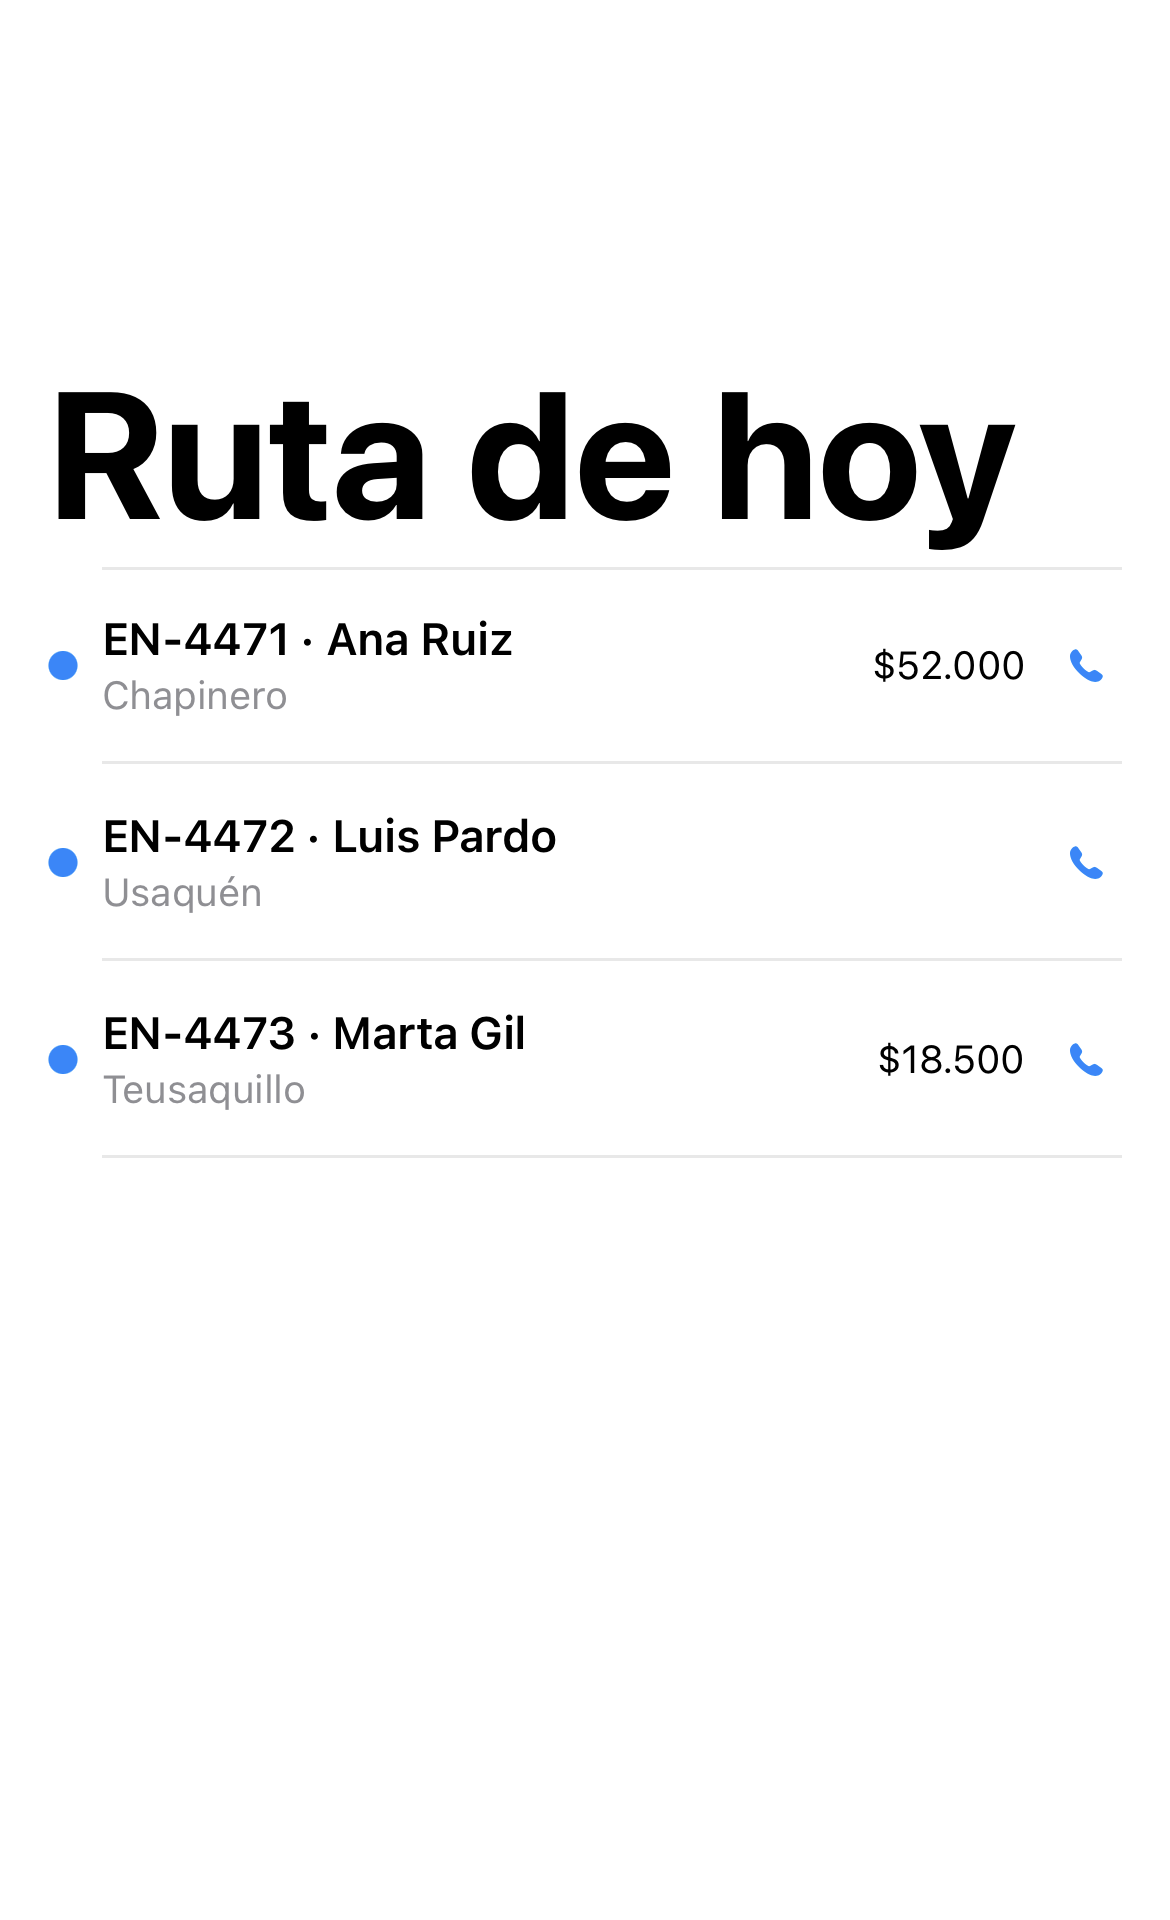 Ruta de hoy
EN-4471 · Ana Ruiz
Chapinero
$52.000
EN-4472 · Luis Pardo
Usaquén
EN-4473 · Marta Gil
Teusaquillo
$18.500